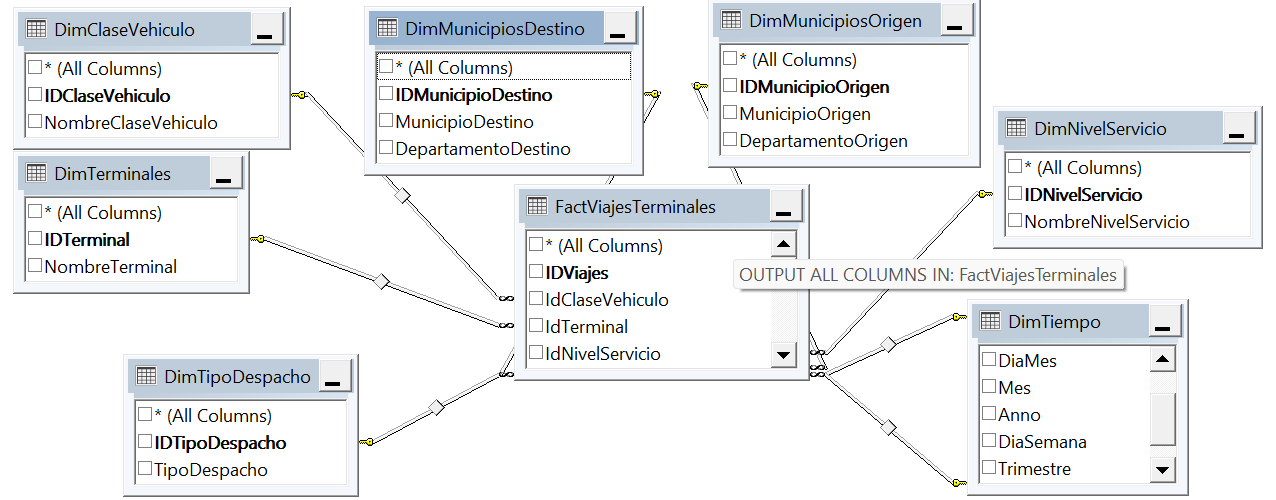 DimClaseVehiculo
* (All Columns)
IDClaseVehiculo
NombreClaseVehiculo
DimMunicipiosDestino
* (All Columns)
IDMunicipioDestino
MunicipioDestino
DepartamentoDestino
DimMunicipiosOrigen
* (All Columns)
IDMunicipioOrigen
MunicipioOrigen
DepartamentoOrigen
DimNivelServicio
* (All Columns)
IDNivelServicio
NombreNivelServicio
DimTerminales
* (All Columns)
IDTerminal
NombreTerminal
FactViajesTerminales
* (All Columns)
IDViajes
IdClaseVehiculo
IdTerminal
IdNivelServicio
OUTPUT ALL COLUMNS IN: FactViajesTerminales
DimTiempo
DiaMes
Mes
Anno
DiaSemana
Trimestre
DimTipoDespacho
* (All Columns)
IDTipoDespacho
TipoDespacho